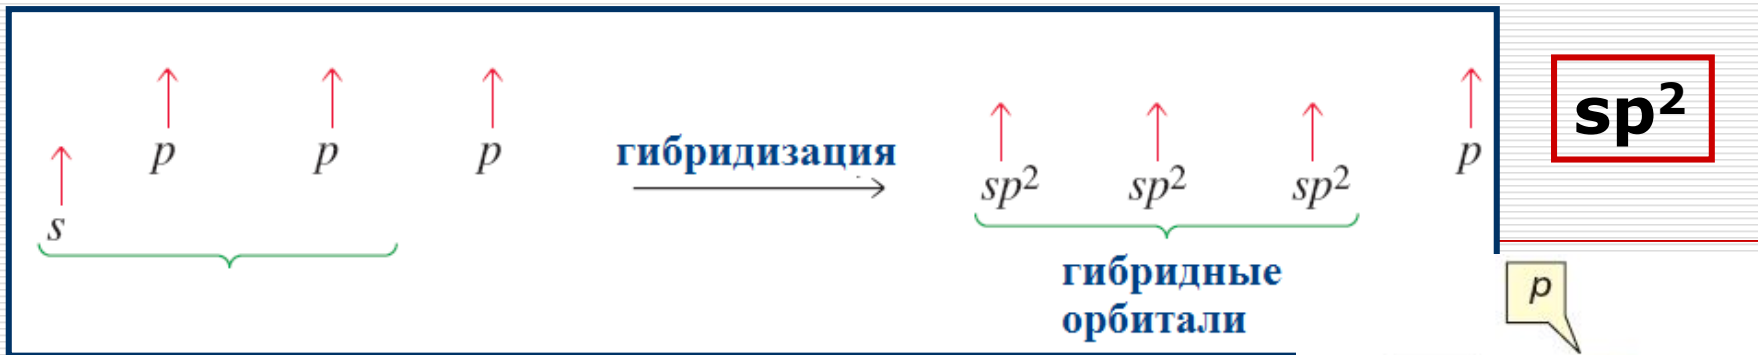 p p p
s
гибридизация
sp² sp² sp² p
гибридные
орбитали
sp²
p